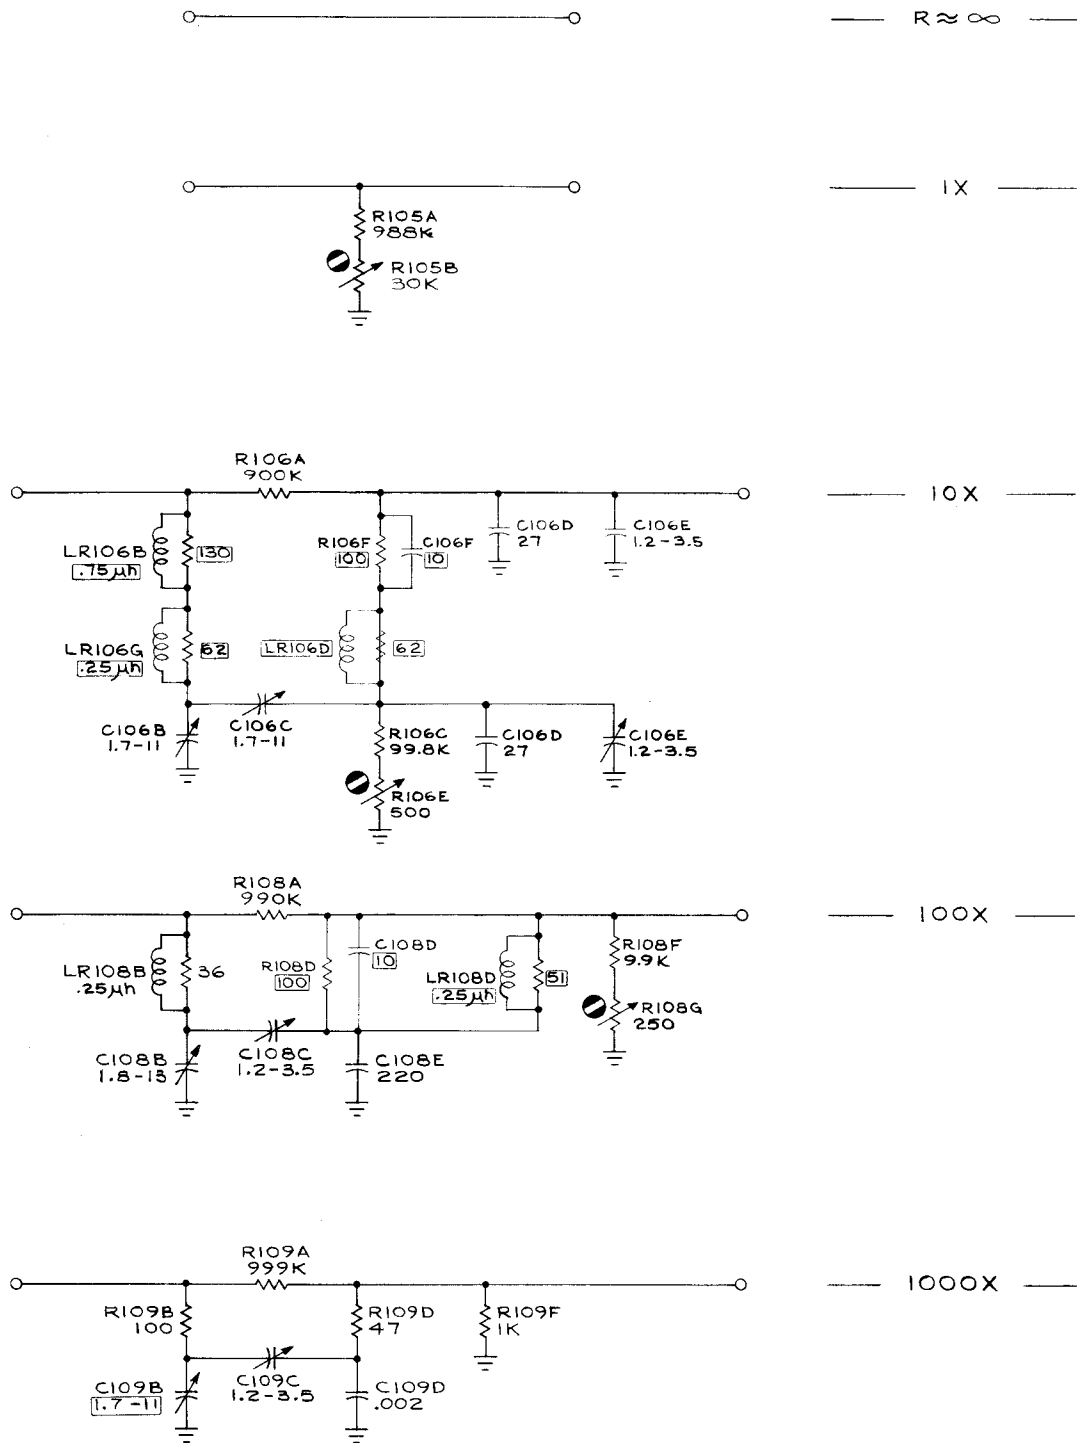 R ≈ ∞
1X
R105A
988K
R105B
30K
R106A
900K
10X
LR106B
.75µh
130
R106F
100
C106F
10
C106D
27
C106E
1.2-3.5
LR106G
.25µh
62
LR106D
62
C106B
1.7-11
C106C
1.7-11
R106C
99.8K
C106D
27
C106E
1.2-3.5
R106E
500
R108A
990K
100X
LR108B
.25µh
36
R108D
100
C108D
10
LR108D
.25µh
51
R108F
9.9K
R108G
250
C108B
1.8-13
C108C
1.2-3.5
C108E
220
R109A
999K
1000X
R109B
100
R109D
47
R109F
1K
C109B
1.7-11
C109C
1.2-3.5
C109D
.002